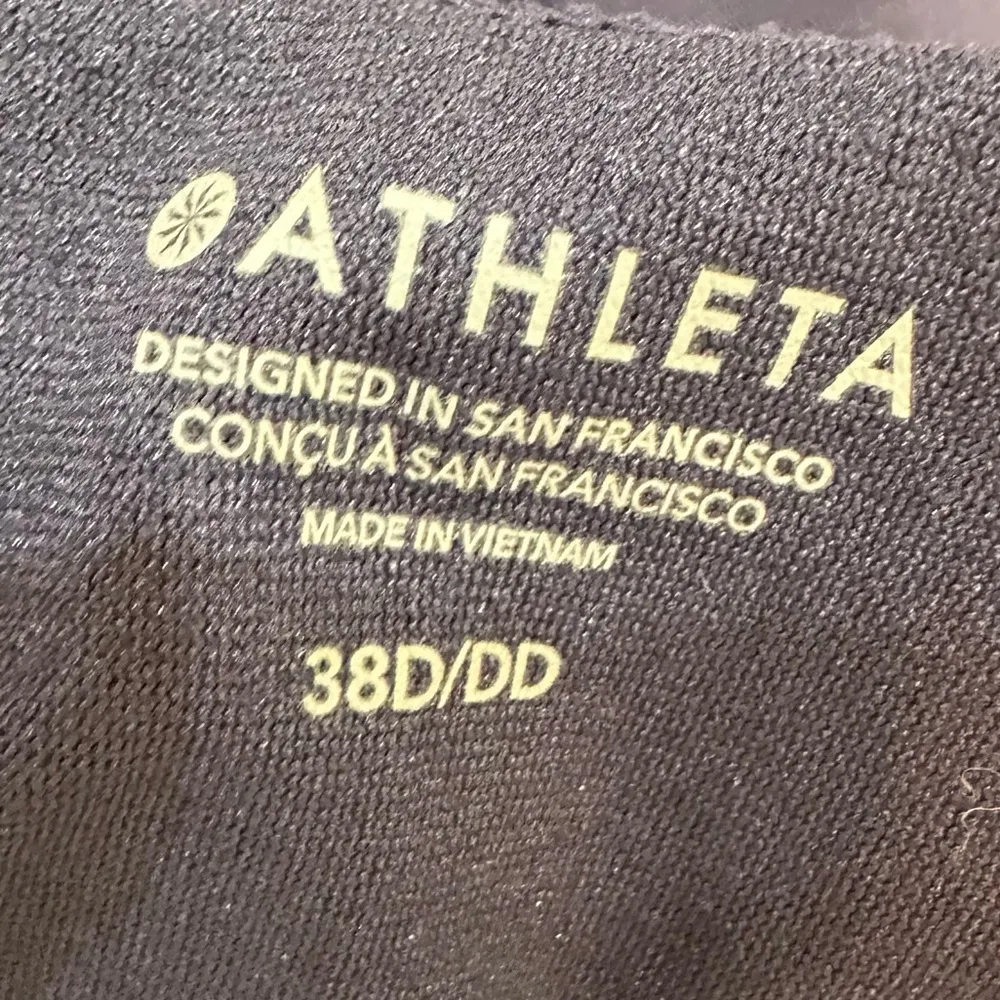 ATHLETA
DESIGNED IN SAN FRANCISCO
CONÇU À SAN FRANCISCO
MADE IN VIETNAM
38D/DD